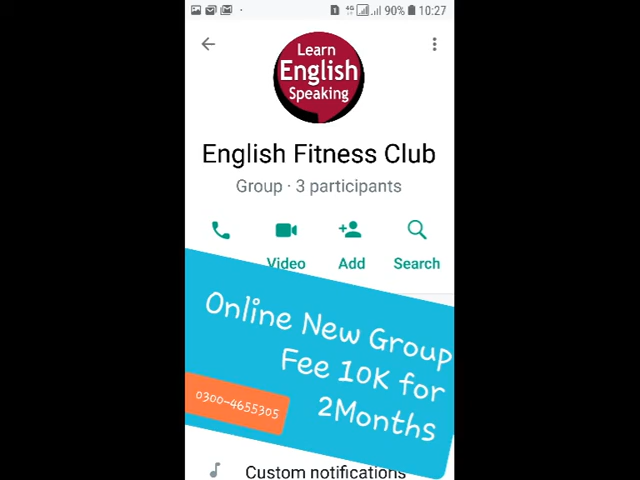 4G 90% 10:27
Learn
English
Speaking
English Fitness Club
Group · 3 participants
Video Add Search
Online New Group
Fee 10K for
2Months
0300-4655305
Custom notifications